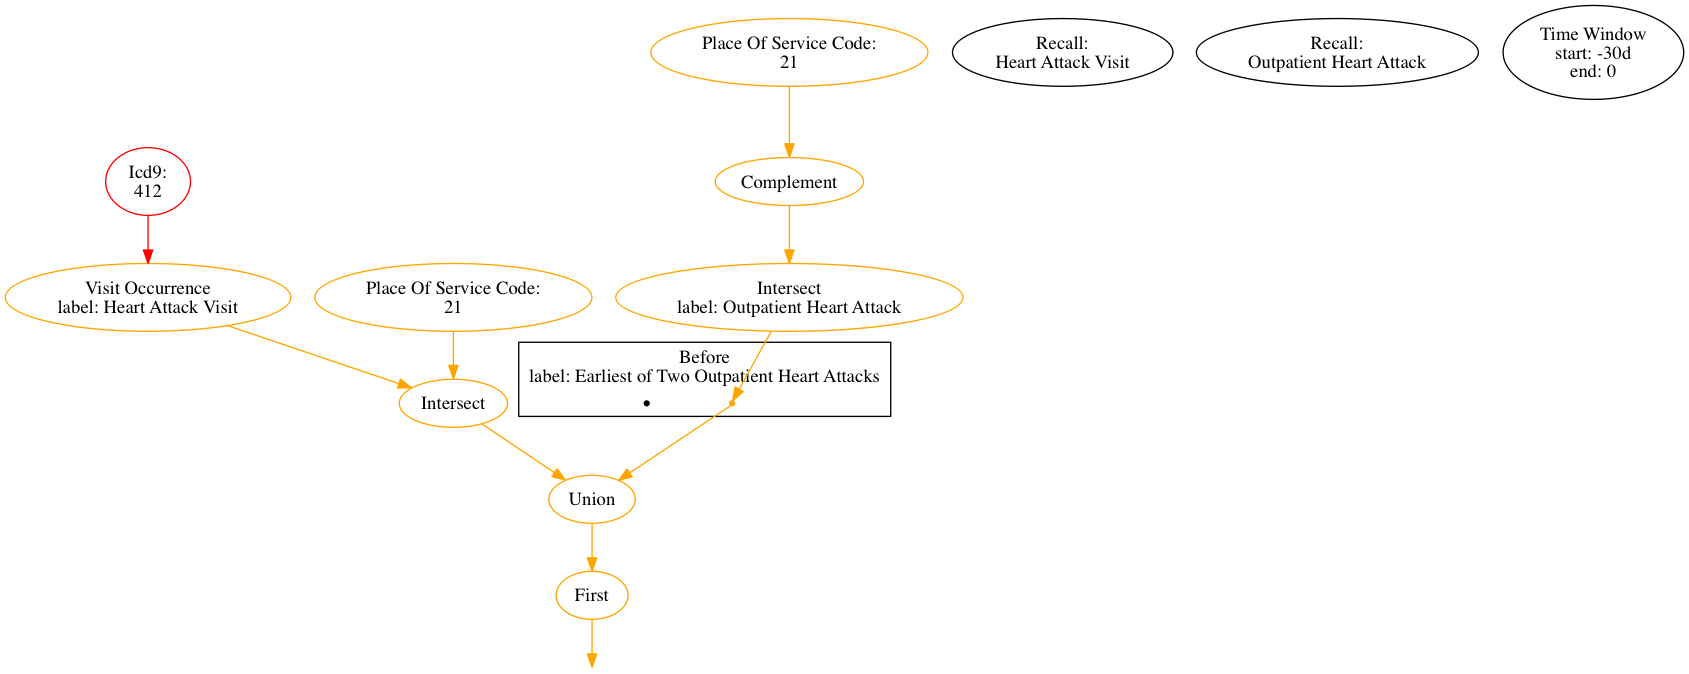 Place Of Service Code:
21
Recall:
Heart Attack Visit
Recall:
Outpatient Heart Attack
Time Window
start: -30d
end: 0
Icd9:
412
Complement
Visit Occurrence
label: Heart Attack Visit
Place Of Service Code:
21
Intersect
label: Outpatient Heart Attack
Before
label: Earliest of Two Outpatient Heart Attacks
Intersect
Union
First